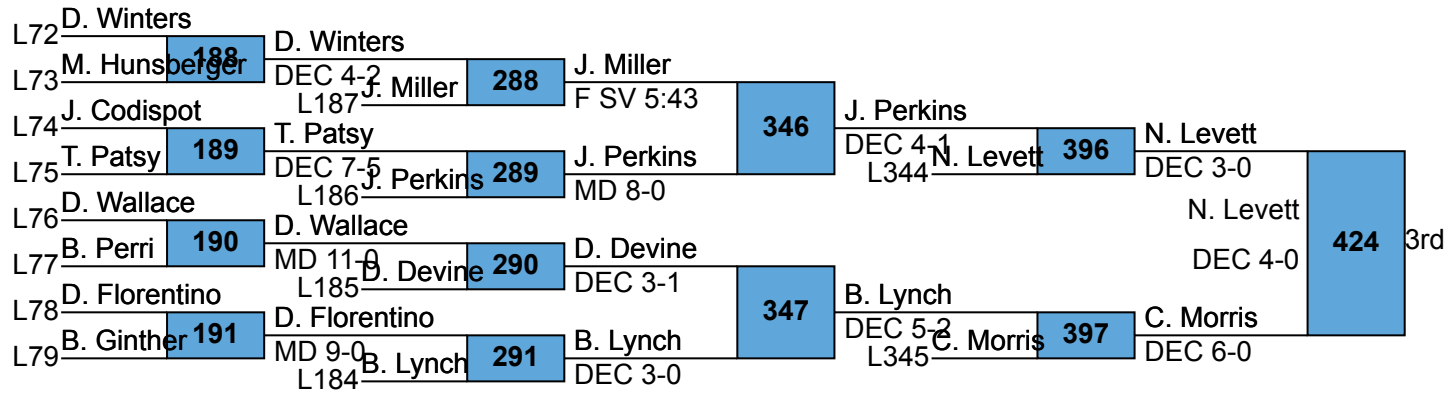 L72 D. Winters
188
L73 M. Hunsberger
D. Winters
DEC 4-2
L187 J. Miller
288
J. Miller
F SV 5:43
L74 J. Codispot
189
L75 T. Patsy
T. Patsy
DEC 7-5
L186 J. Perkins
289
J. Perkins
MD 8-0
346
J. Perkins
DEC 4-1
L344 N. Levett
396
N. Levett
DEC 3-0
L76 D. Wallace
190
L77 B. Perri
D. Wallace
MD 11-0
L185 D. Devine
290
D. Devine
DEC 3-1
L78 D. Florentino
191
L79 B. Ginther
D. Florentino
MD 9-0
L184 B. Lynch
291
B. Lynch
DEC 3-0
347
B. Lynch
DEC 5-2
L345 C. Morris
397
C. Morris
DEC 6-0
N. Levett
DEC 4-0
424
3rd